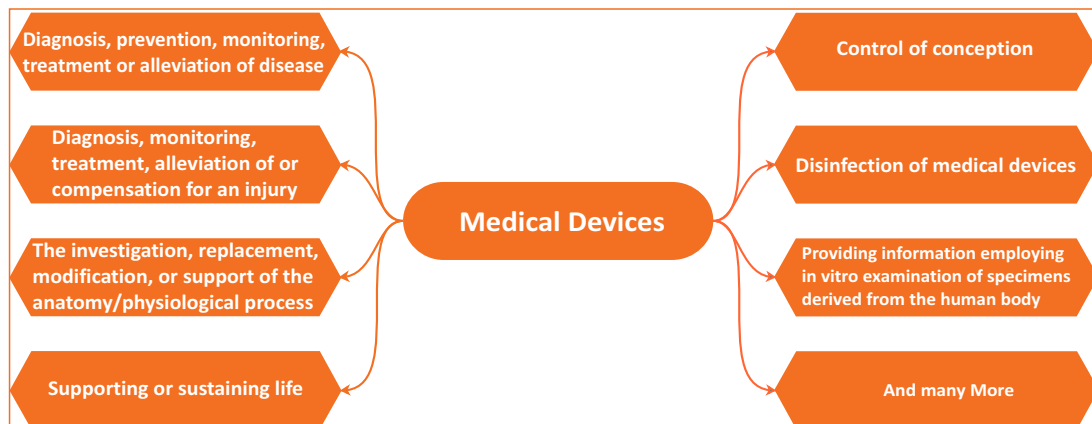 Diagnosis, prevention, monitoring,
treatment or alleviation of disease
Diagnosis, monitoring,
treatment, alleviation of or
compensation for an injury
The investigation, replacement,
modification, or support of the
anatomy/physiological process
Supporting or sustaining life
Medical Devices
Control of conception
Disinfection of medical devices
Providing information employing
in vitro examination of specimens
derived from the human body
And many More